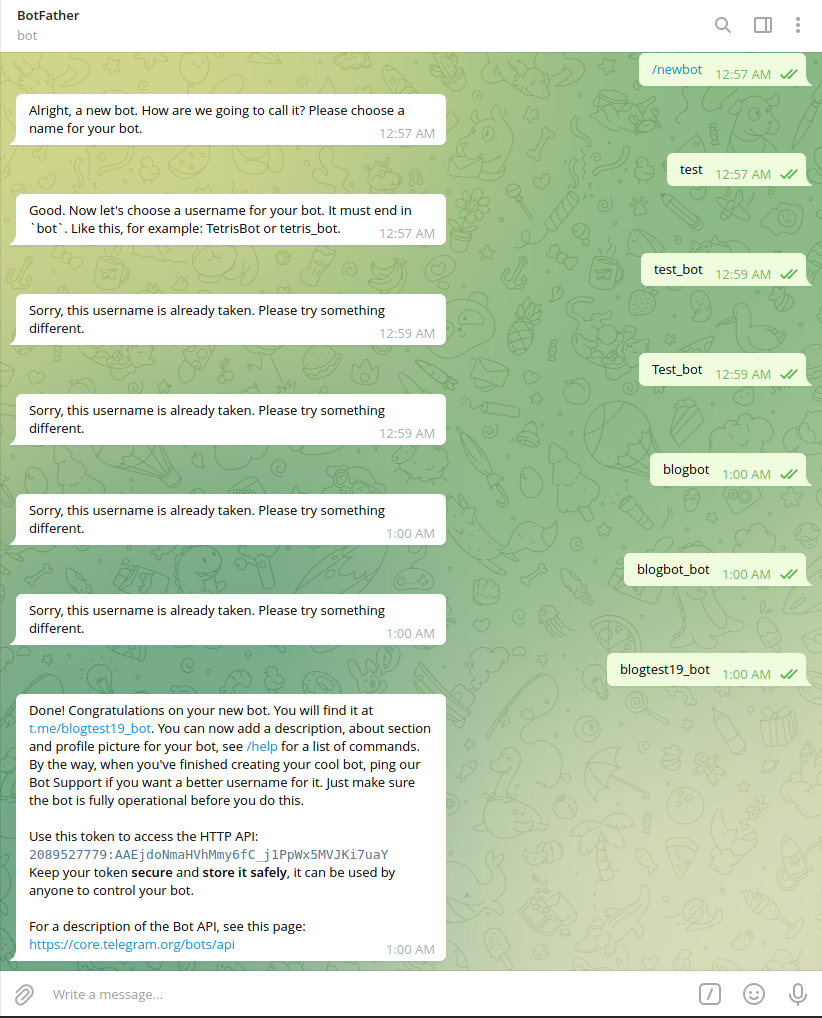 BotFather
bot
/newbot 12:57 AM
Alright, a new bot. How are we going to call it? Please choose a
name for your bot. 12:57 AM
test 12:57 AM
Good. Now let's choose a username for your bot. It must end in
`bot`. Like this, for example: TetrisBot or tetris_bot. 12:57 AM
test_bot 12:59 AM
Sorry, this username is already taken. Please try something
different. 12:59 AM
Test_bot 12:59 AM
Sorry, this username is already taken. Please try something
different. 12:59 AM
blogbot 1:00 AM
Sorry, this username is already taken. Please try something
different. 1:00 AM
blogbot_bot 1:00 AM
Sorry, this username is already taken. Please try something
different. 1:00 AM
blogtest19_bot 1:00 AM
Done! Congratulations on your new bot. You will find it at
t.me/blogtest19_bot. You can now add a description, about section
and profile picture for your bot, see /help for a list of commands.
By the way, when you've finished creating your cool bot, ping our
Bot Support if you want a better username for it. Just make sure
the bot is fully operational before you do this.
Use this token to access the HTTP API:
2089527779:AAEjdoNmaHVhMmy6fC_j1PpWx5MVJKi7uaY
Keep your token secure and store it safely, it can be used by
anyone to control your bot.
For a description of the Bot API, see this page:
https://core.telegram.org/bots/api 1:00 AM
Write a message...